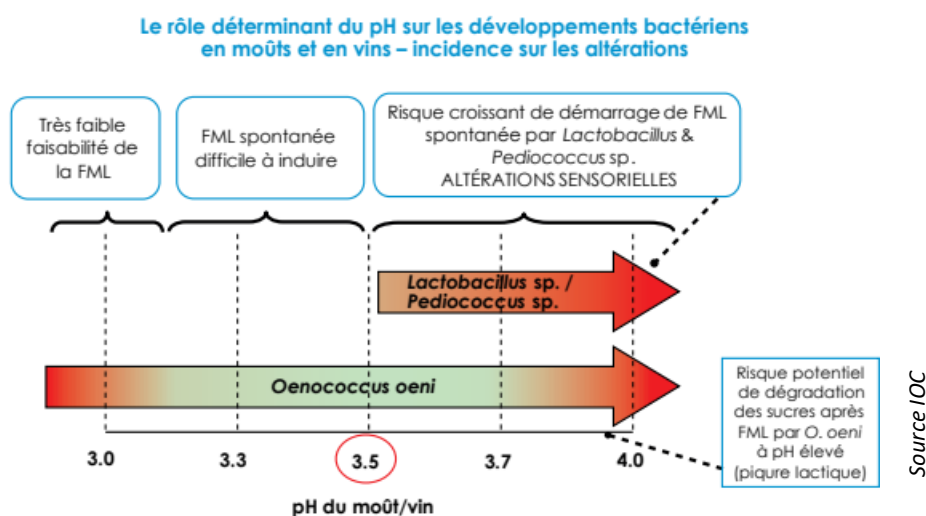 Le rôle déterminant du pH sur les développements bactériens
en moûts et en vins – incidence sur les altérations
Très faible
faisabilité de
la FML
FML spontanée
difficile à induire
Risque croissant de démarrage de FML
spontanée par Lactobacillus &
Pediococcus sp.
ALTÉRATIONS SENSORIELLES
Lactobacillus sp. /
Pediococcus sp.
Oenococcus oeni
Risque potentiel
de dégradation
des sucres après
FML par O. oeni
à pH élevé
(piqure lactique)
Source IOC
3.0 3.3 3.5 3.7 4.0
pH du moût/vin